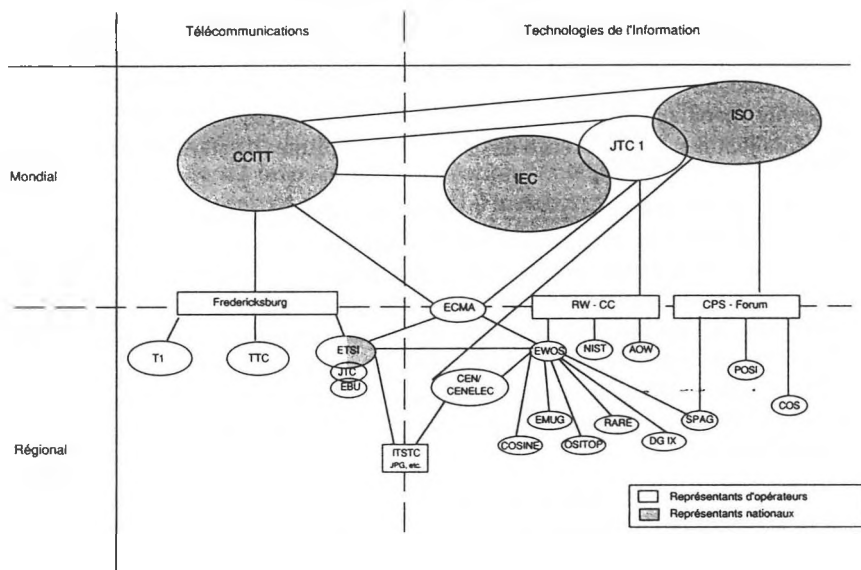 Télécommunications
Technologies de l'Information
Mondial
CCITT
IEC
JTC 1
ISO
Fredericksburg
ECMA
RW - CC
CPS - Forum
T1
TTC
ETSI
JTC
EBU
CEN/
CENELEC
EWOS
NIST
AOW
POSI
COS
SPAG
EMUG
RARE
COSINE
OSITOP
DG IX
Régional
ITSTC
JPG, etc.
Représentants d'opérateurs
Représentants nationaux